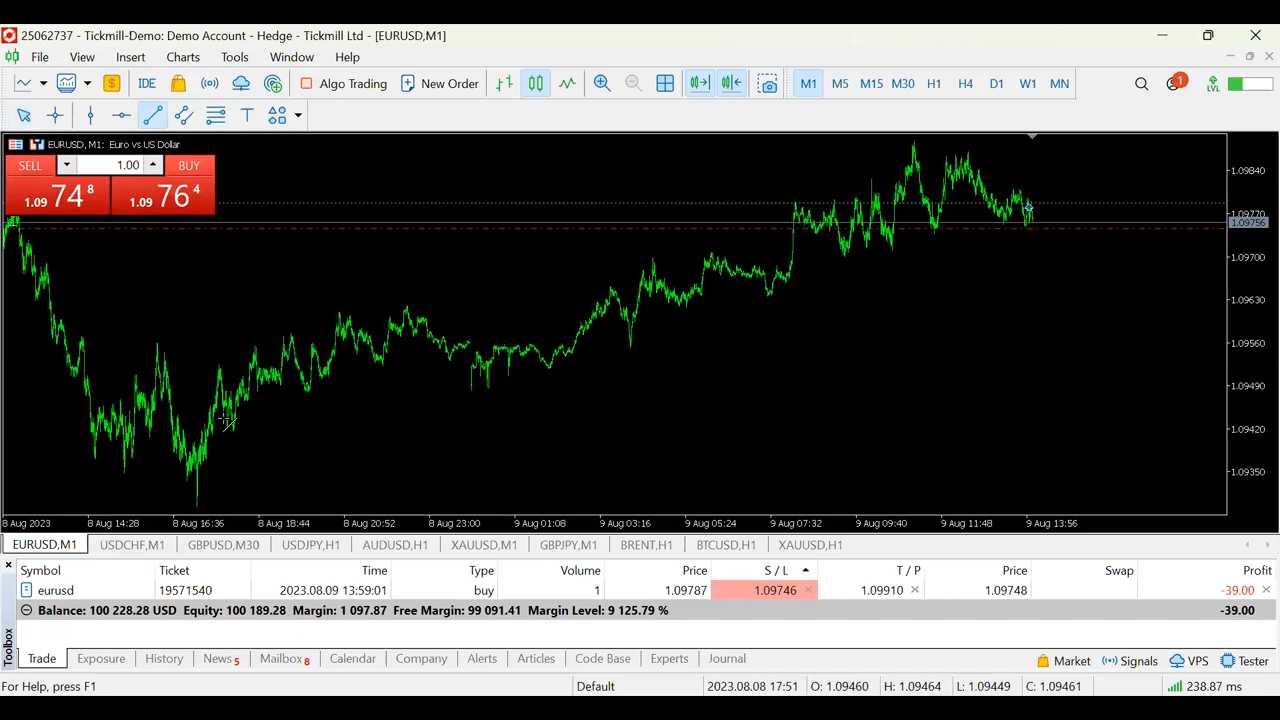 25062737 - Tickmill-Demo: Demo Account - Hedge - Tickmill Ltd - [EURUSD,M1]
File View Insert Charts Tools Window Help
IDE Algo Trading New Order M1 M5 M15 M30 H1 H4 D1 W1 MN 1 LVL
T
EURUSD, M1: Euro vs US Dollar
SELL 1.00 BUY
1.09 74 8 1.09 76 4
1.09840
1.09770
1.09756
1.09700
1.09630
1.09560
1.09490
1.09420
1.09350
8 Aug 2023 8 Aug 14:28 8 Aug 16:36 8 Aug 18:44 8 Aug 20:52 8 Aug 23:00 9 Aug 01:08 9 Aug 03:16 9 Aug 05:24 9 Aug 07:32 9 Aug 09:40 9 Aug 11:48 9 Aug 13:56
EURUSD,M1 USDCHF,M1 GBPUSD,M30 USDJPY,H1 AUDUSD,H1 XAUUSD,M1 GBPJPY,M1 BRENT,H1 BTCUSD,H1 XAUUSD,H1
Symbol Ticket Time Type Volume Price S / L T / P Price Swap Profit
eurusd 19571540 2023.08.09 13:59:01 buy 1 1.09787 1.09746 1.09910 1.09748 -39.00
Balance: 100 228.28 USD Equity: 100 189.28 Margin: 1 097.87 Free Margin: 99 091.41 Margin Level: 9 125.79 % -39.00
Toolbox
Trade Exposure History News 5 Mailbox 8 Calendar Company Alerts Articles Code Base Experts Journal Market Signals VPS Tester
For Help, press F1 Default 2023.08.08 17:51 O: 1.09460 H: 1.09464 L: 1.09449 C: 1.09461 238.87 ms